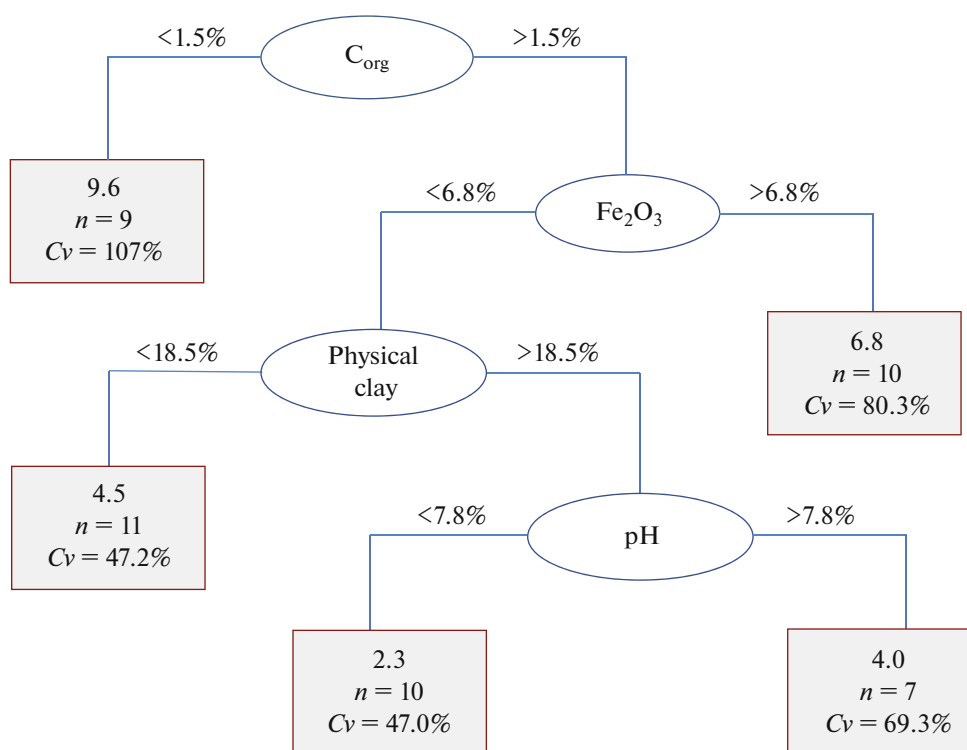 <1.5%
>1.5%
C_org
9.6
n = 9
Cv = 107%
<6.8%
>6.8%
Fe₂O₃
6.8
n = 10
Cv = 80.3%
<18.5%
>18.5%
Physical
clay
4.5
n = 11
Cv = 47.2%
<7.8%
>7.8%
pH
2.3
n = 10
Cv = 47.0%
4.0
n = 7
Cv = 69.3%